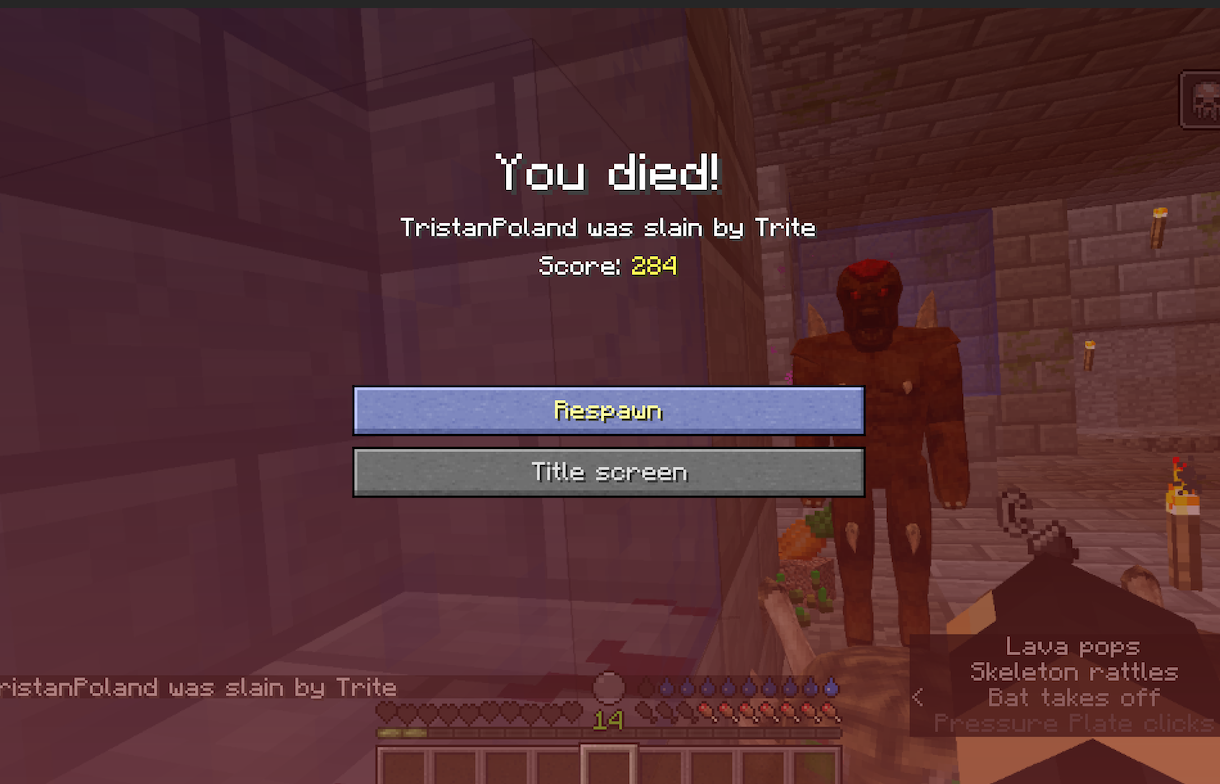 You died!
TristanPoland was slain by Trite
Score: 284
Respawn
Title screen
ristanPoland was slain by Trite
14
Lava pops
Skeleton rattles
< Bat takes off
Pressure Plate clicks